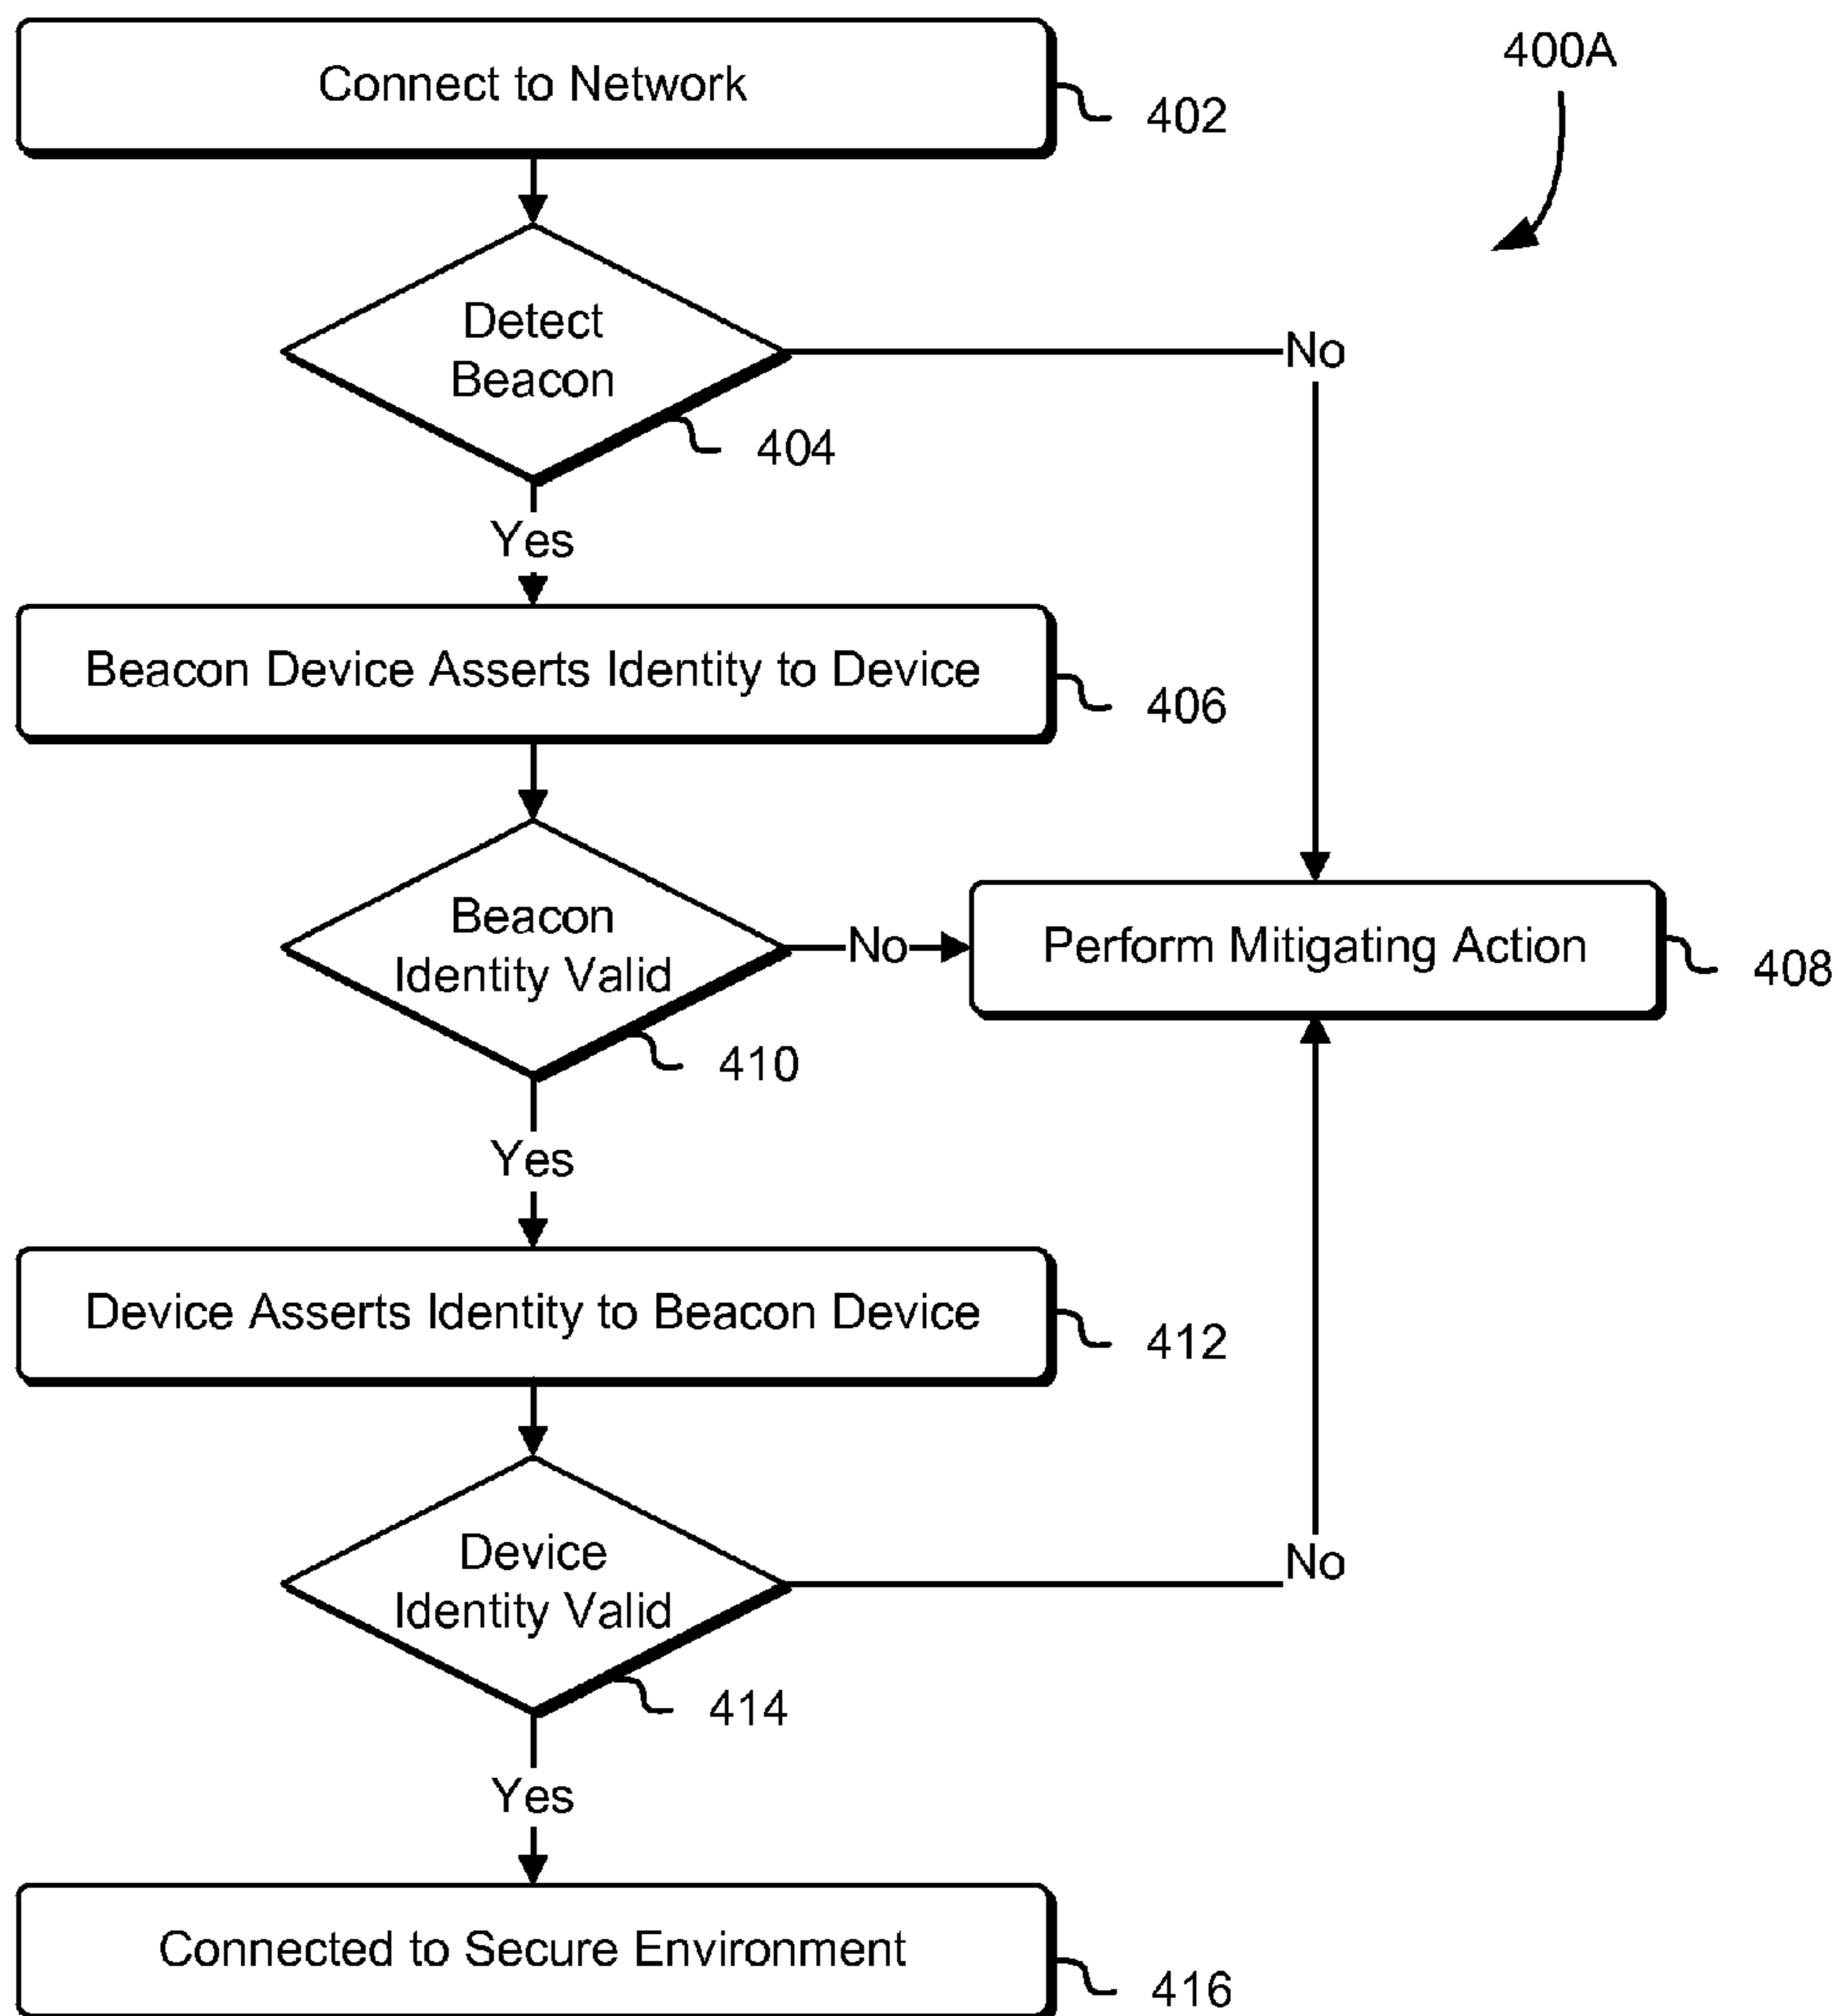 400A
Connect to Network
402
Detect
Beacon
No
404
Yes
Beacon Device Asserts Identity to Device
406
Beacon
Identity Valid
No
Perform Mitigating Action
408
410
Yes
Device Asserts Identity to Beacon Device
412
Device
Identity Valid
No
414
Yes
Connected to Secure Environment
416